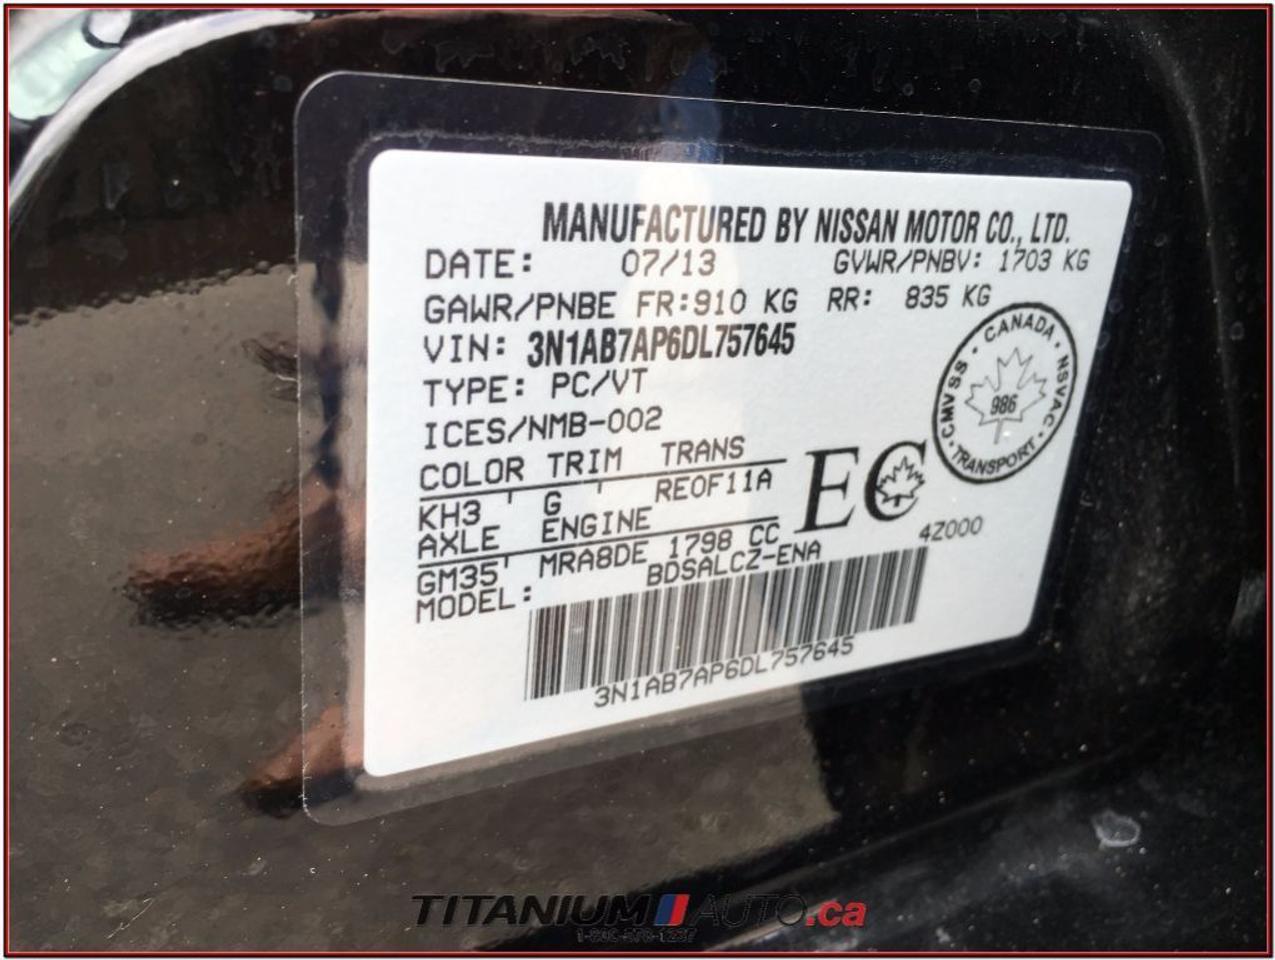 MANUFACTURED BY NISSAN MOTOR CO., LTD.
DATE: 07/13 GVWR/PNBV: 1703 KG
GAWR/PNBE FR:910 KG RR: 835 KG
VIN: 3N1AB7AP6DL757645
TYPE: PC/VT
ICES/NMB-002
COLOR TRIM TRANS
KH3 ' G ' RE0F11A
AXLE ENGINE
GM35' MRA8DE 1798 CC
MODEL: BDSALCZ-ENA
3N1AB7AP6DL757645
EC
4Z000
CANADA · NSVAC · TRANSPORT · CMVSS ·
986
TITANIUM AUTO.ca